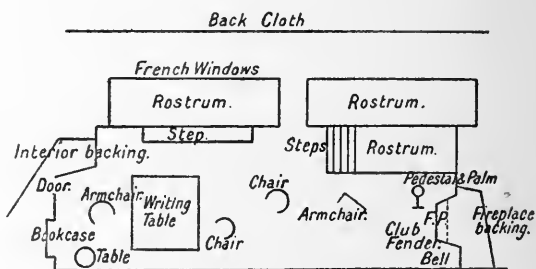 Back Cloth
French Windows
Rostrum.
Rostrum.
Step.
Steps
Rostrum.
Interior backing.
Door.
Armchair.
Writing
Table
Chair
Chair
Armchair.
Pedestal & Palm
F.P.
Fireplace
backing.
Club
Fender.
Bell
Bookcase
Table